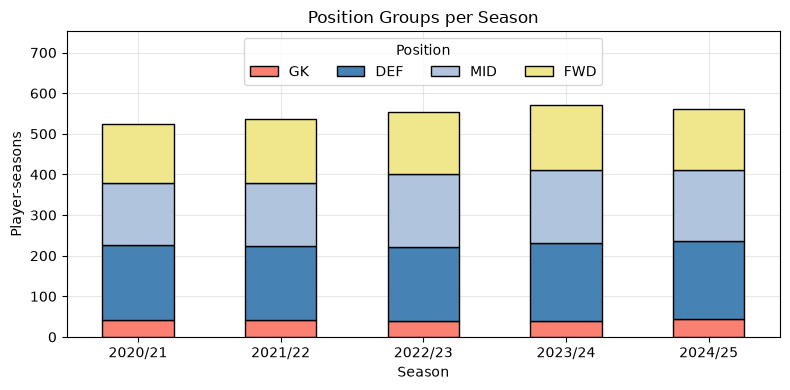 Position Groups per Season
Position
GK DEF MID FWD
Player-seasons
700
600
500
400
300
200
100
0
2020/21 2021/22 2022/23 2023/24 2024/25
Season